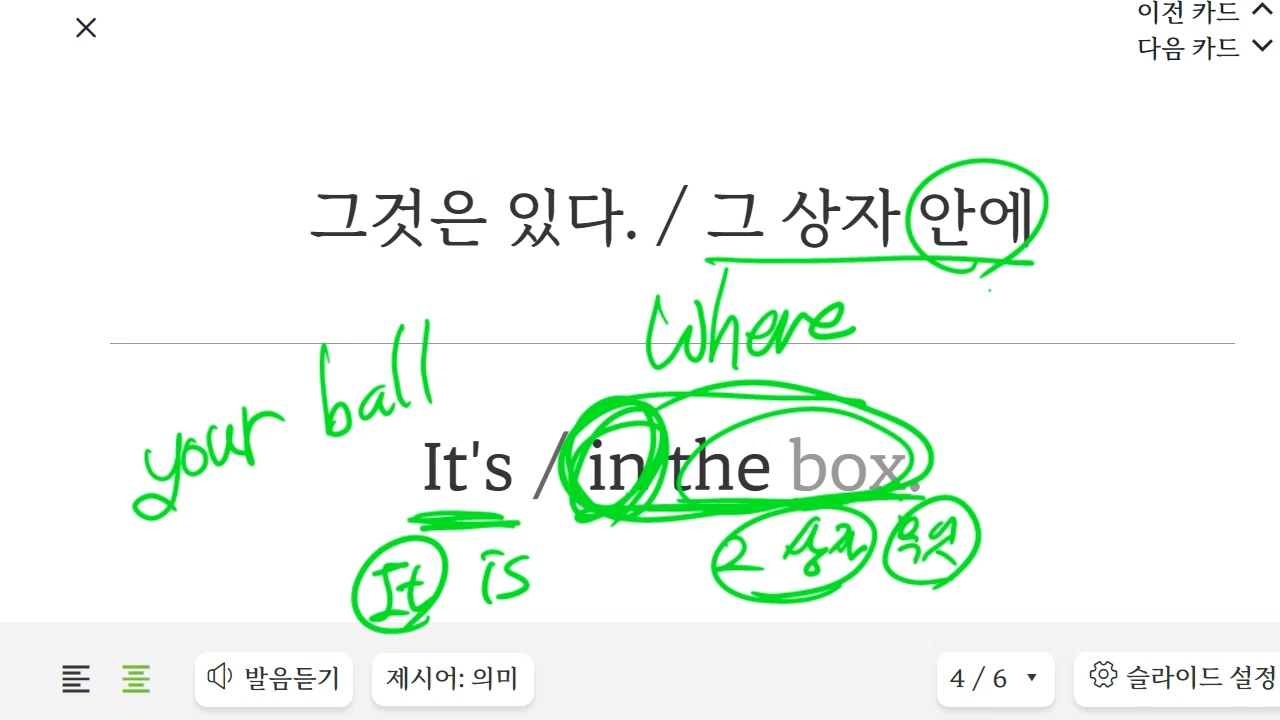 이전 카드
다음 카드
그것은 있다. / 그 상자 안에
where
your ball
It's / in the box.
It is
그 상자 무엇
발음듣기
제시어: 의미
4 / 6
슬라이드 설정